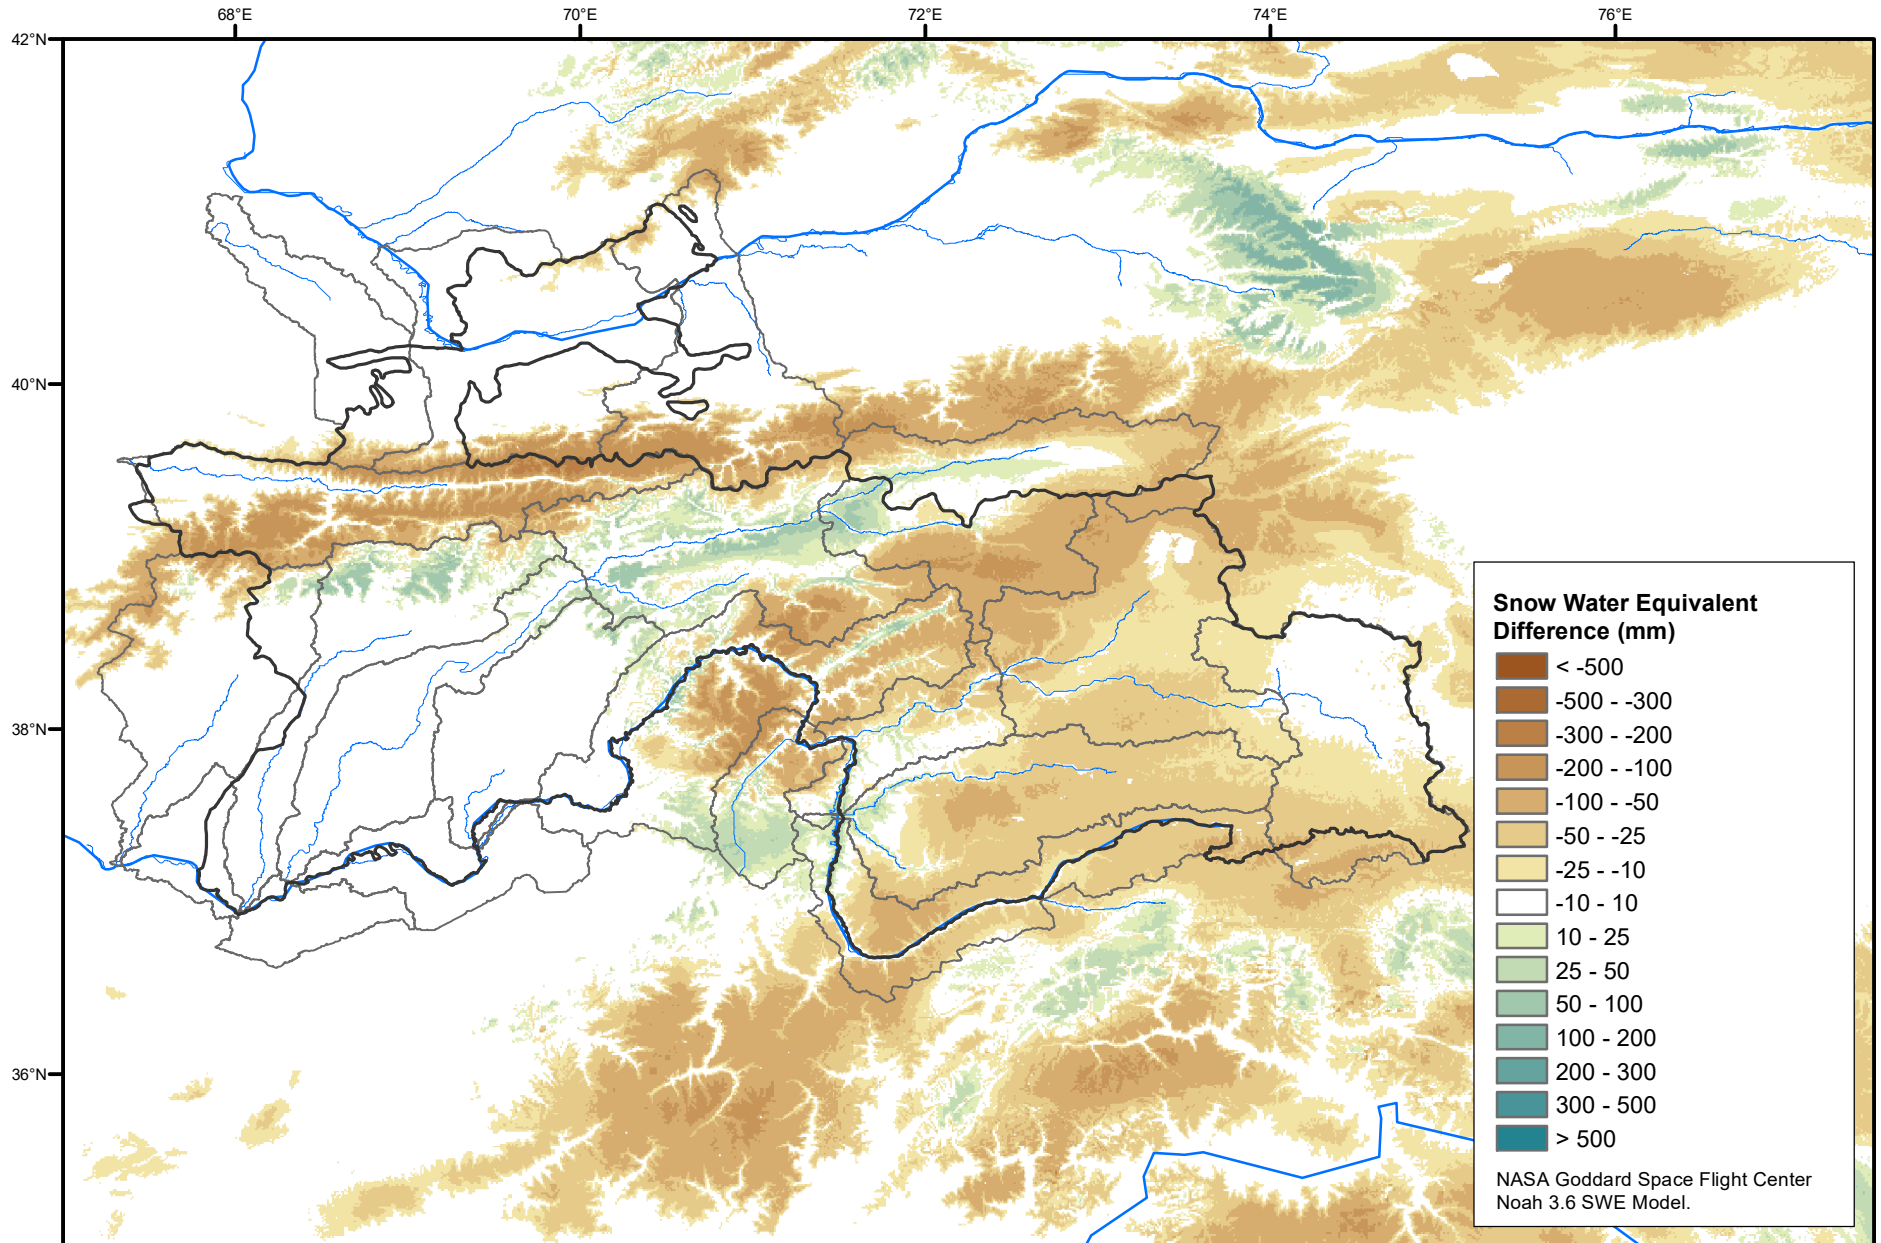 68°E
70°E
72°E
74°E
76°E
42°N
40°N
38°N
36°N
Snow Water Equivalent
Difference (mm)
< -500
-500 - -300
-300 - -200
-200 - -100
-100 - -50
-50 - -25
-25 - -10
-10 - 10
10 - 25
25 - 50
50 - 100
100 - 200
200 - 300
300 - 500
> 500
NASA Goddard Space Flight Center
Noah 3.6 SWE Model.